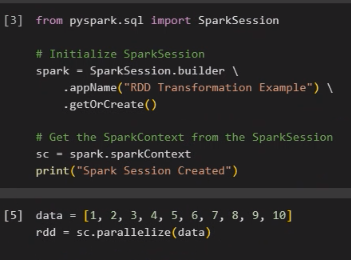 [3] from pyspark.sql import SparkSession
# Initialize SparkSession
spark = SparkSession.builder \
    .appName("RDD Transformation Example") \
    .getOrCreate()
# Get the SparkContext from the SparkSession
sc = spark.sparkContext
print("Spark Session Created")
[5] data = [1, 2, 3, 4, 5, 6, 7, 8, 9, 10]
rdd = sc.parallelize(data)